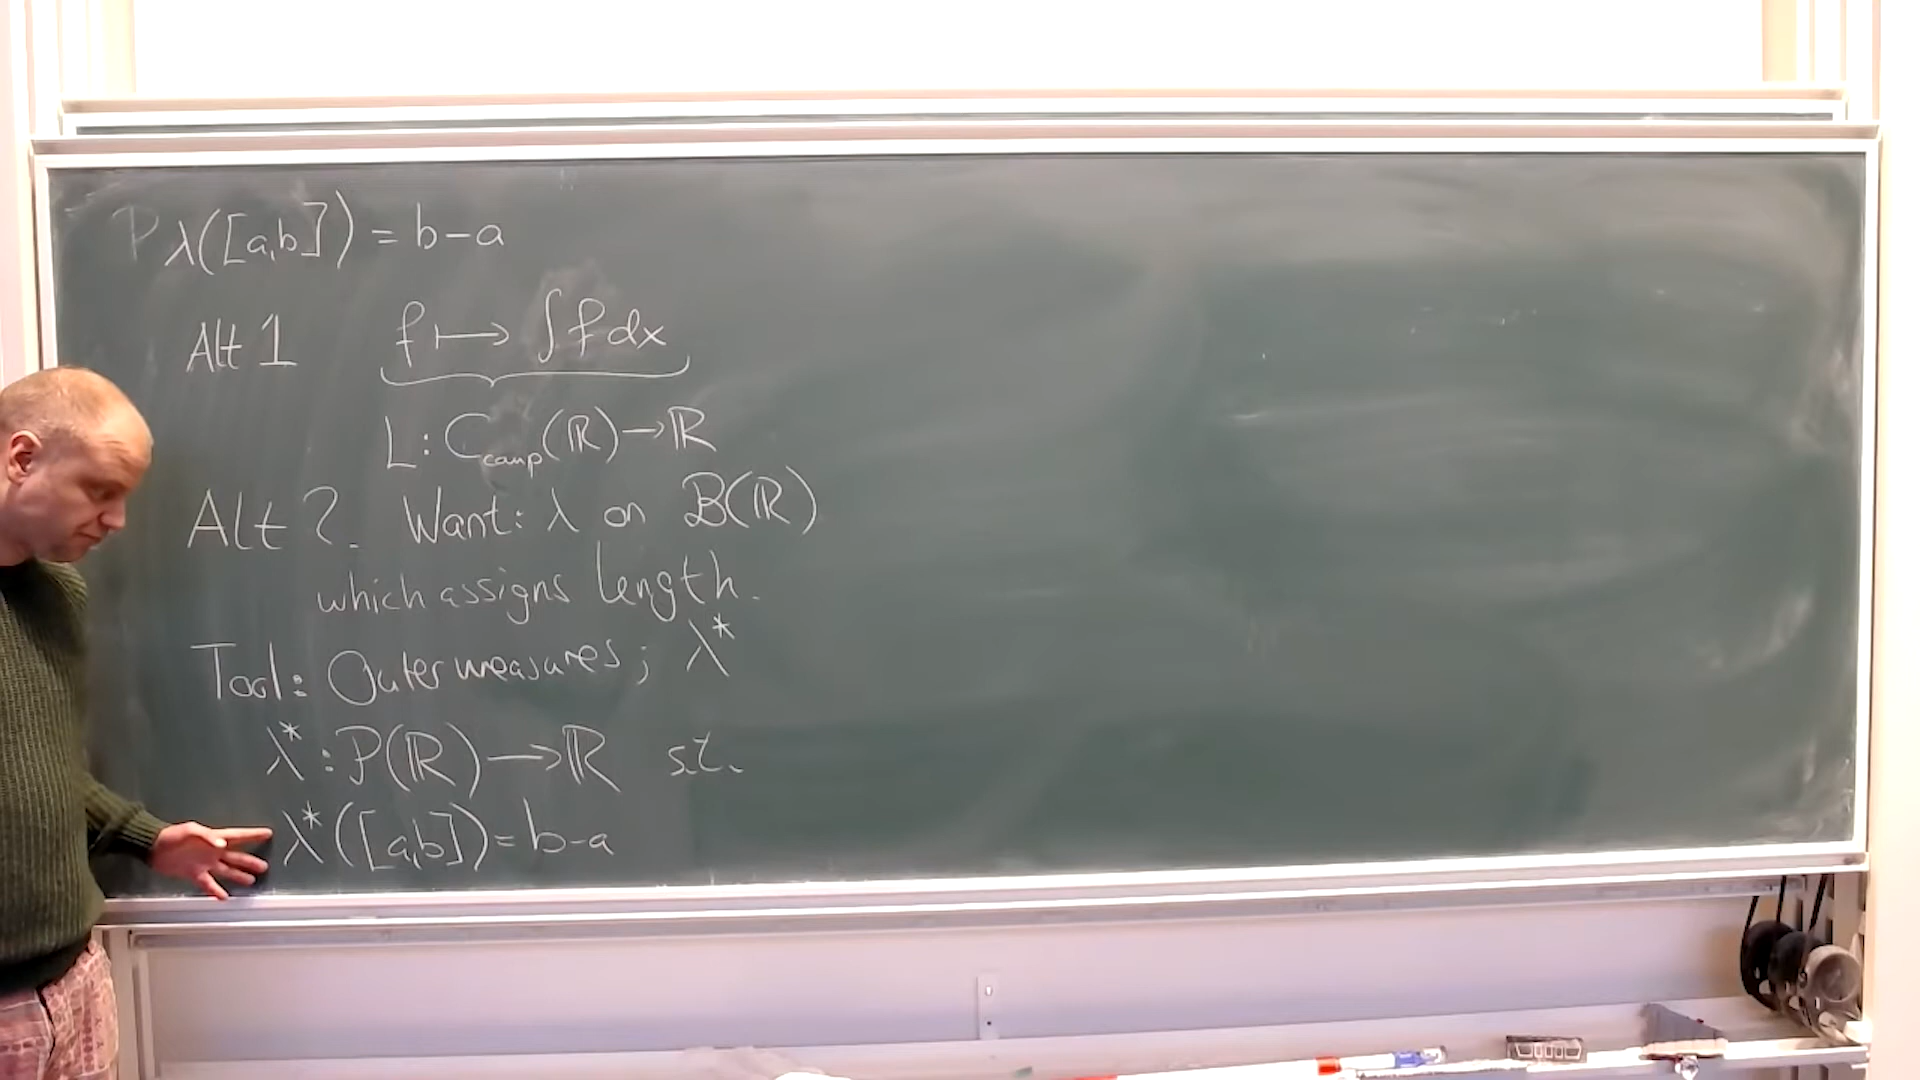 P λ([a,b]) = b-a
Alt 1 f ↦ ∫ f dx
L : C_comp(ℝ) → ℝ
Alt 2. Want: λ on ℬ(ℝ)
which assigns length.
Tool: Outer measures; λ*
λ* : P(ℝ) → ℝ s.t.
λ*([a,b]) = b-a